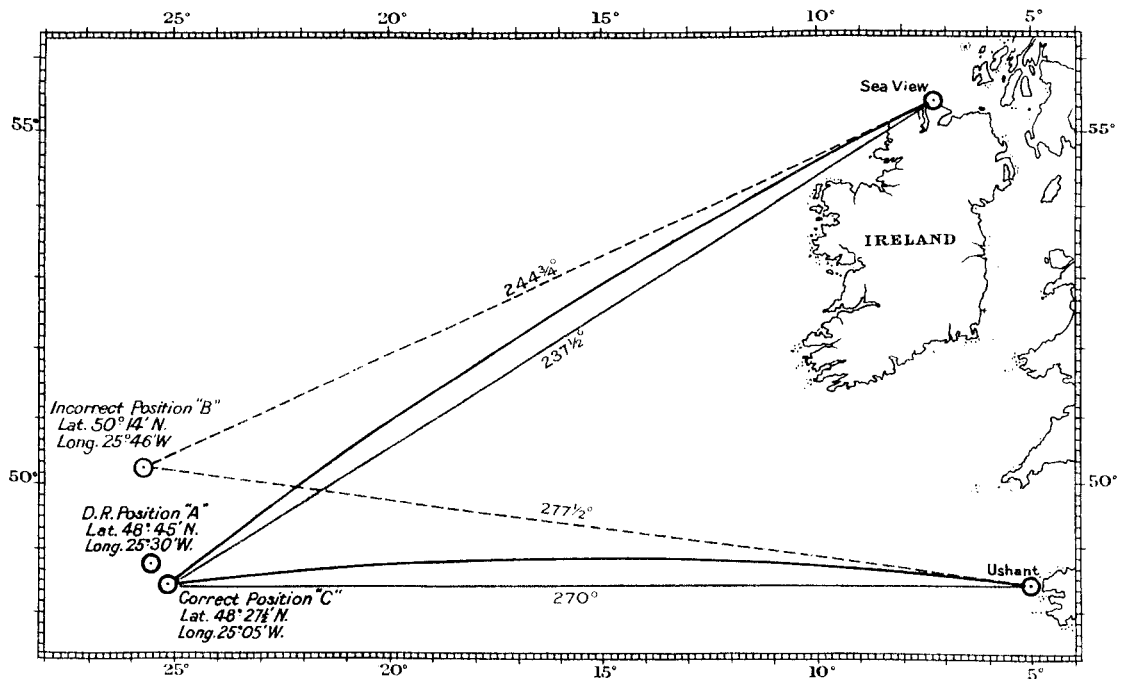 25° 20° 15° 10° 5°
Sea View
55° 55°
IRELAND
244¾°
237½°
Incorrect Position "B"
Lat. 50° 14' N.
Long. 25° 46' W
50° 50°
D.R. Position "A"
Lat. 48° 45' N.
Long. 25° 30' W.
277½°
Ushant
Correct Position "C"
Lat. 48° 27½' N.
Long. 25° 05' W.
270°
25° 20° 15° 10° 5°